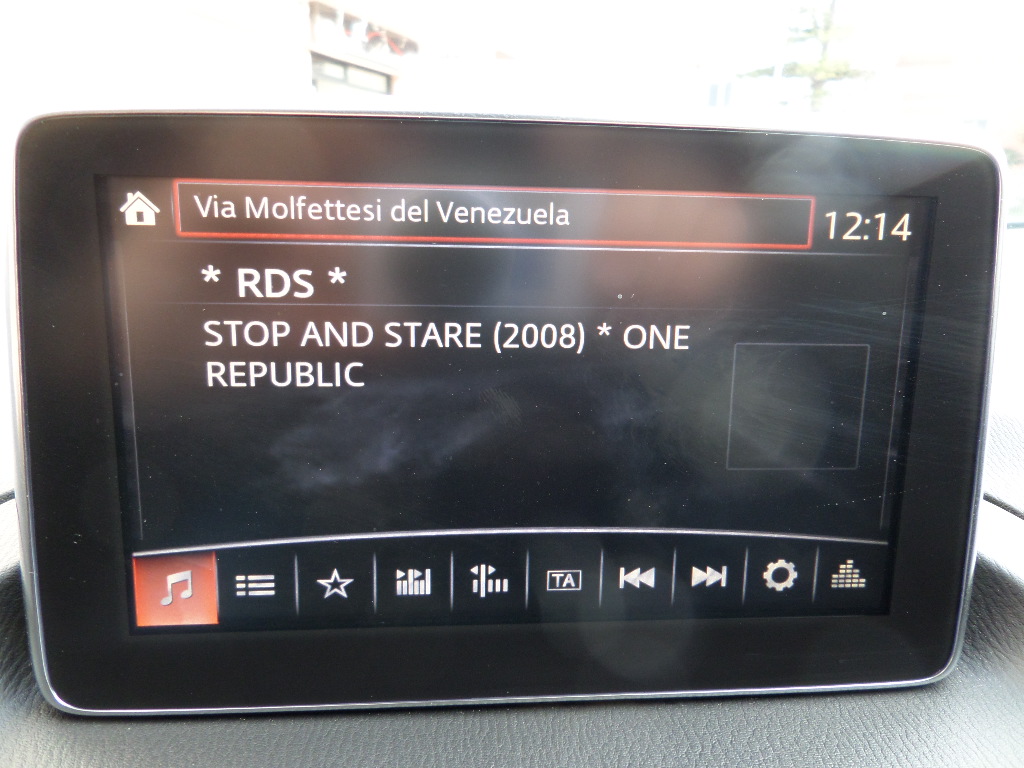 Via Molfettesi del Venezuela
12:14
* RDS *
STOP AND STARE (2008) * ONE
REPUBLIC
TA